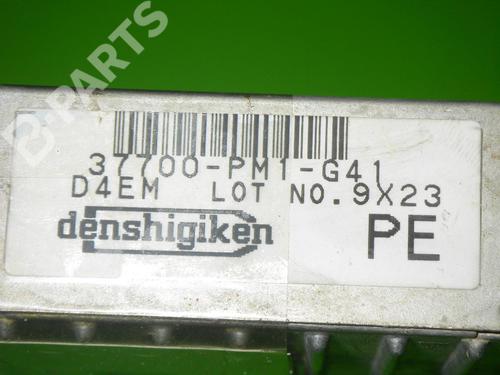 B-PARTS
37700-PM1-G41
D4EM LOT NO.9X23
denshigiken
PE